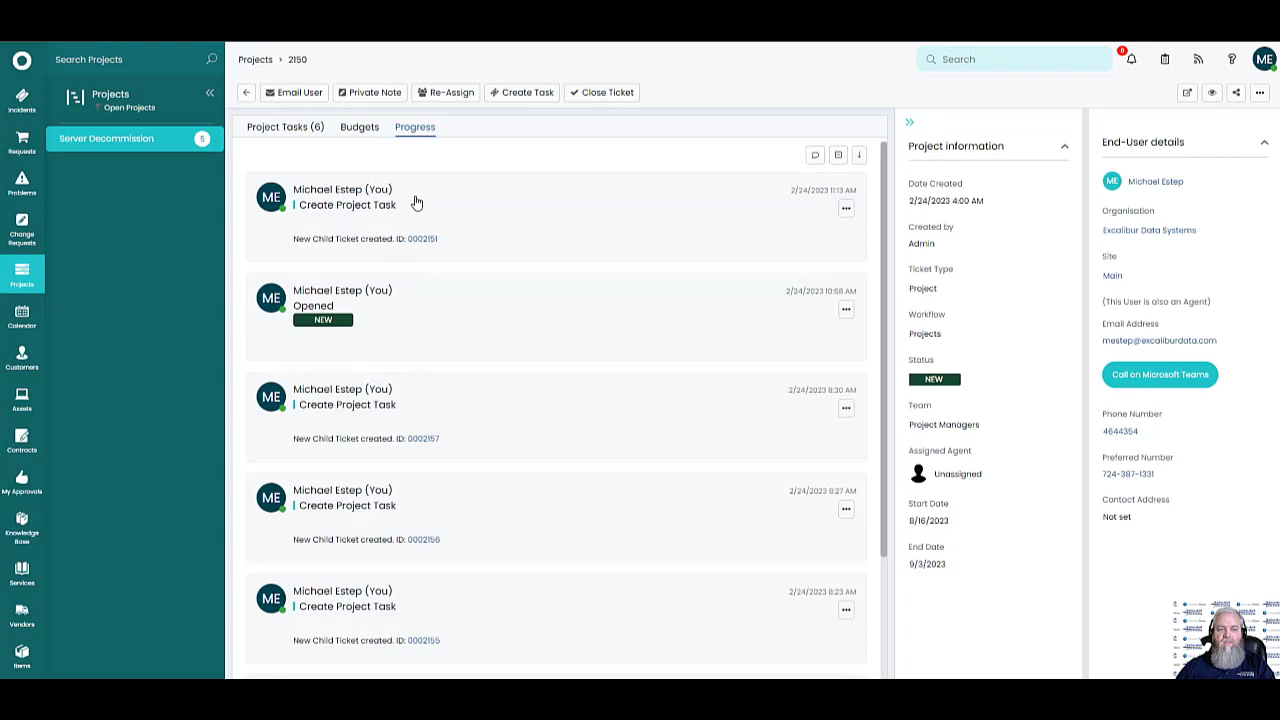 Search Projects
Projects > 2150
Search
0
ME
Incidents
Requests
Problems
Change
Requests
Projects
Calendar
Customers
Assets
Contracts
My Approvals
Knowledge
Base
Services
Vendors
Items
Projects
Open Projects
Server Decommission
Email User
Private Note
Re-Assign
Create Task
Close Ticket
Project Tasks (6)
Budgets
Progress
ME
Michael Estep (You)
2/24/2023 11:13 AM
Create Project Task
New Child Ticket created. ID: 0002151
ME
Michael Estep (You)
2/24/2023 10:58 AM
Opened
NEW
ME
Michael Estep (You)
2/24/2023 8:30 AM
Create Project Task
New Child Ticket created. ID: 0002157
ME
Michael Estep (You)
2/24/2023 8:27 AM
Create Project Task
New Child Ticket created. ID: 0002156
ME
Michael Estep (You)
2/24/2023 8:23 AM
Create Project Task
New Child Ticket created. ID: 0002155
Project information
Date Created
2/24/2023 4:00 AM
Created by
Admin
Ticket Type
Project
Workflow
Projects
Status
NEW
Team
Project Managers
Assigned Agent
Unassigned
Start Date
8/16/2023
End Date
9/3/2023
End-User details
ME
Michael Estep
Organisation
Excalibur Data Systems
Site
Main
(This User is also an Agent)
Email Address
mestep@excaliburdata.com
Call on Microsoft Teams
Phone Number
4644354
Preferred Number
724-387-1331
Contact Address
Not set